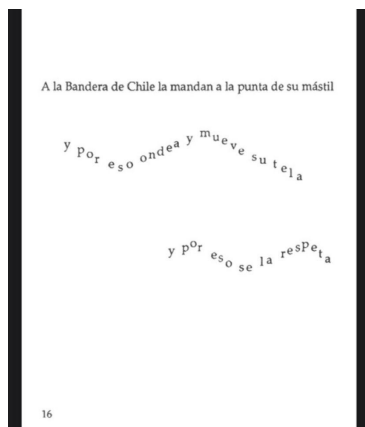 A la Bandera de Chile la mandan a la punta de su mástil
y por eso ondea y mueve su tela
y por eso se la respeta
16